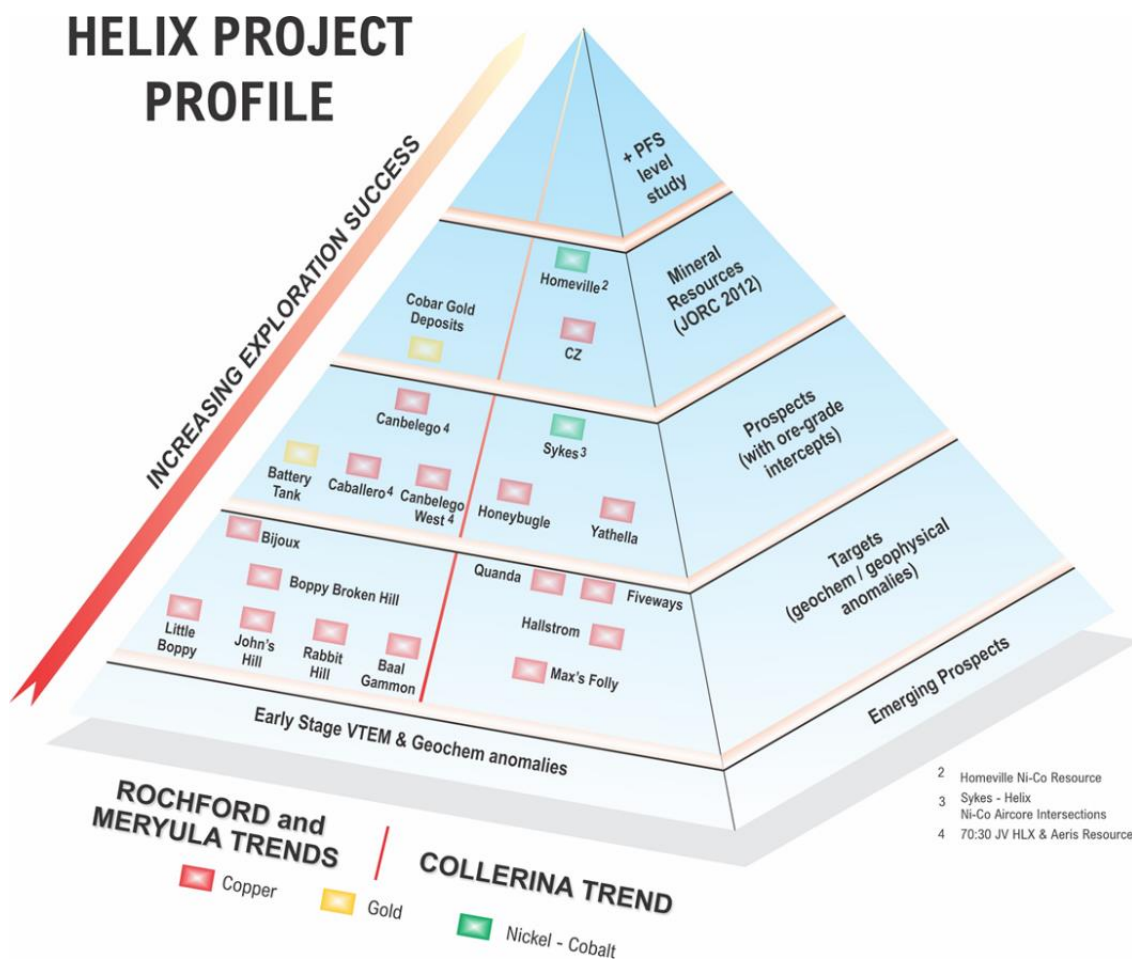 HELIX PROJECT
PROFILE
INCREASING EXPLORATION SUCCESS
+ PFS
level
study
Homeville 2
Mineral
Resources
(JORC 2012)
Cobar Gold
Deposits
CZ
Canbelego 4
Sykes 3
Prospects
(with ore-grade
intercepts)
Battery
Tank
Caballero 4
Canbelego
West 4
Honeybugle
Yathella
Bijoux
Quanda
Fiveways
Targets
(geochem / geophysical
anomalies)
Boppy Broken Hill
Hallstrom
Little
Boppy
John's
Hill
Rabbit
Hill
Baal
Gammon
Max's Folly
Early Stage VTEM & Geochem anomalies
Emerging Prospects
2 Homeville Ni-Co Resource
3 Sykes - Helix
Ni-Co Aircore Intersections
4 70:30 JV HLX & Aeris Resource
ROCHFORD and
MERYULA TRENDS
COLLERINA TREND
Copper
Gold
Nickel - Cobalt